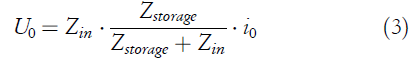 U_0 = Z_{in} · \frac{Z_{storage}}{Z_{storage} + Z_{in}} · i_0 (3)